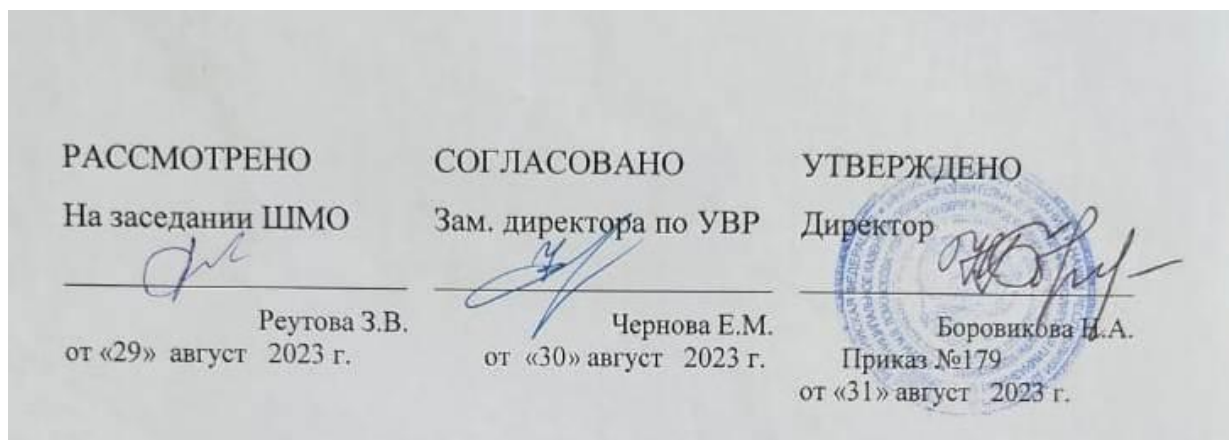 РАССМОТРЕНО
На заседании ШМО
Реутова З.В.
от «29» август 2023 г.
СОГЛАСОВАНО
Зам. директора по УВР
Чернова Е.М.
от «30» август 2023 г.
УТВЕРЖДЕНО
Директор
Боровикова Н.А.
Приказ №179
от «31» август 2023 г.